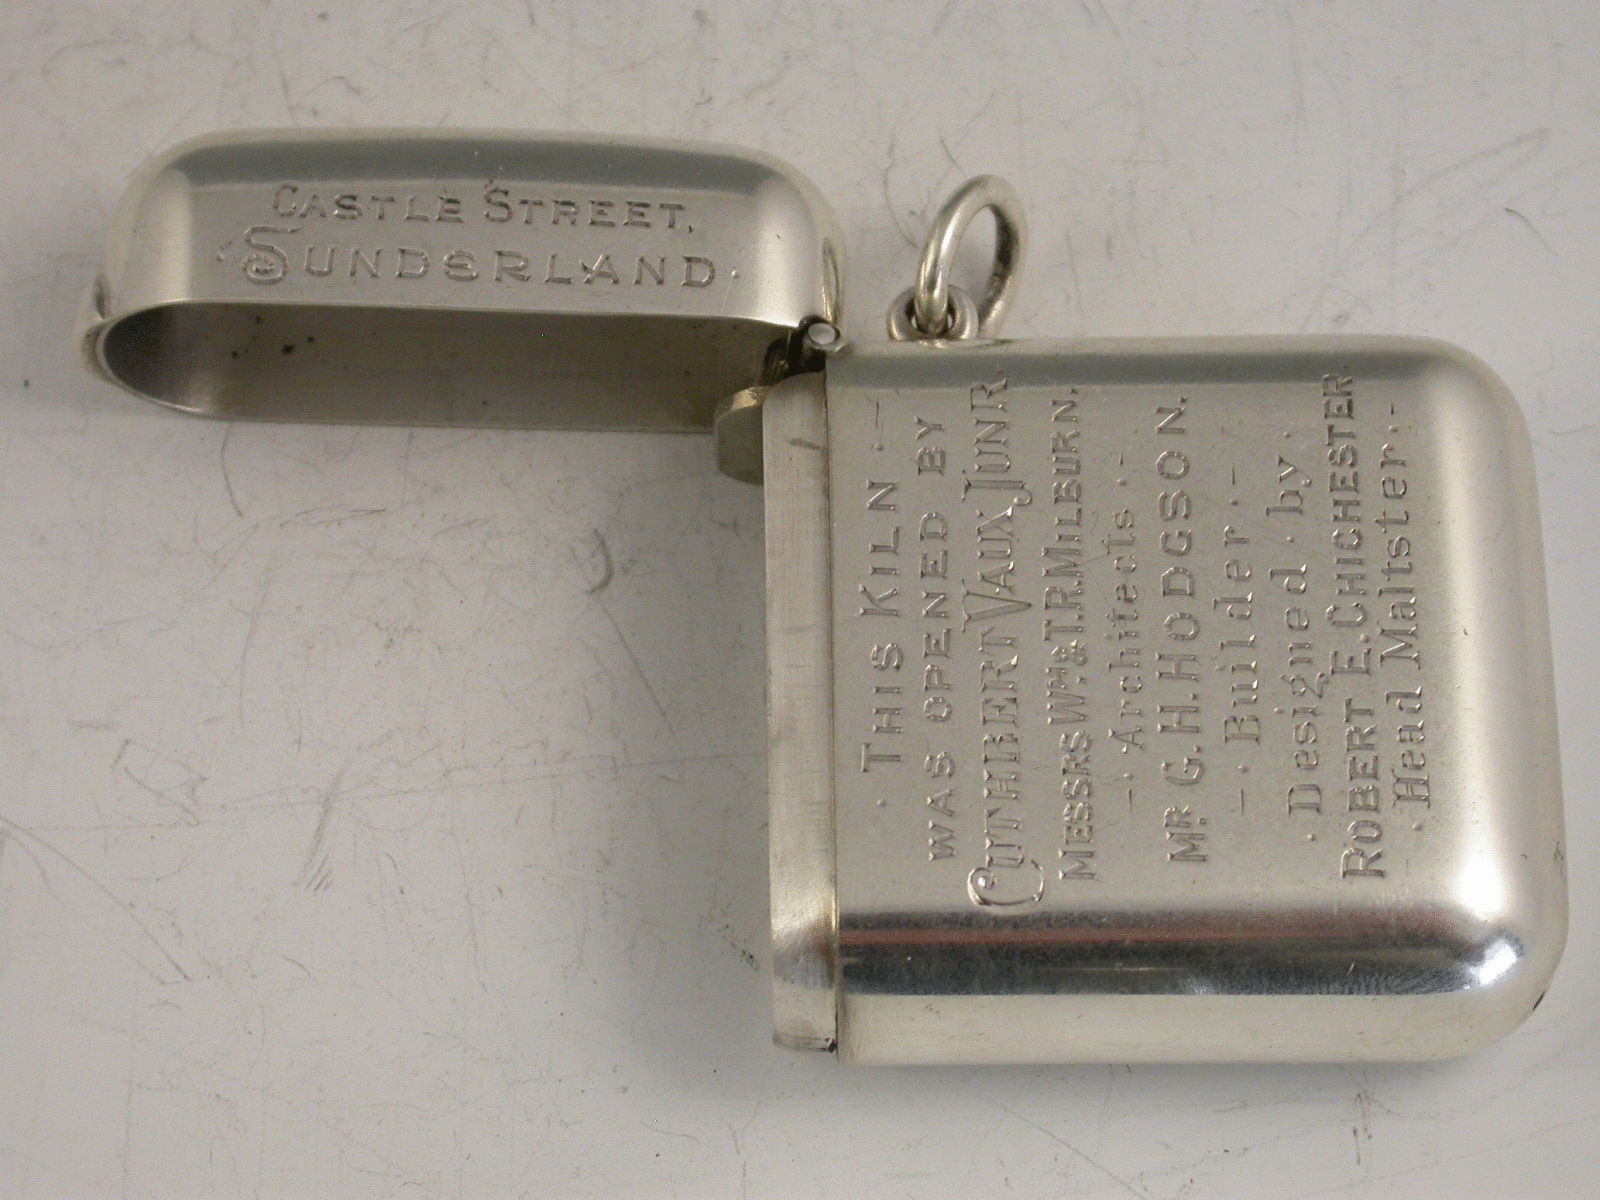 CASTLE STREET,
· SUNDERLAND ·
· THIS KILN · –
WAS OPENED BY
CUTHBERT VAUX JUNR.
MESSRS WM. & T.R. MILBURN.
– · Architects · –
MR. G. H. HODGSON.
– · Builder · –
· Designed · by ·
ROBERT E. CHICHESTER.
· Head Maltster · –